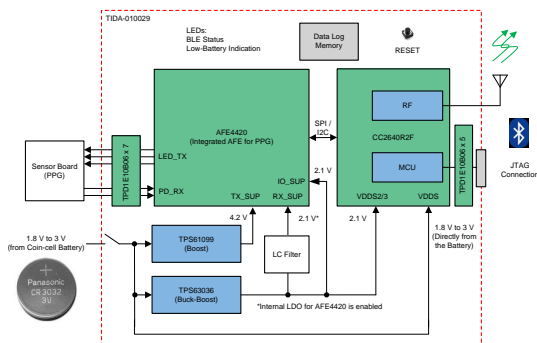 TIDA-010029
LEDs:
BLE Status
Low-Battery Indication
Data Log
Memory
RESET
AFE4420
(Integrated AFE for PPG)
SPI /
I2C
RF
CC2640R2F
MCU
TPD1E10B06 x 7
LED_TX
PD_RX
Sensor Board
(PPG)
IO_SUP
TX_SUP
RX_SUP
2.1 V
VDDS2/3
VDDS
TPD1E10B06 x 5
JTAG
Connectior
4.2 V
2.1 V*
2.1 V
1.8 V to 3 V
(Directly from
the Battery)
1.8 V to 3 V
(from Coin-cell Battery)
TPS61099
(Boost)
LC Filter
TPS63036
(Buck-Boost)
*Internal LDO for AFE4420 is enabled
+
Panasonic
CR3032
3V